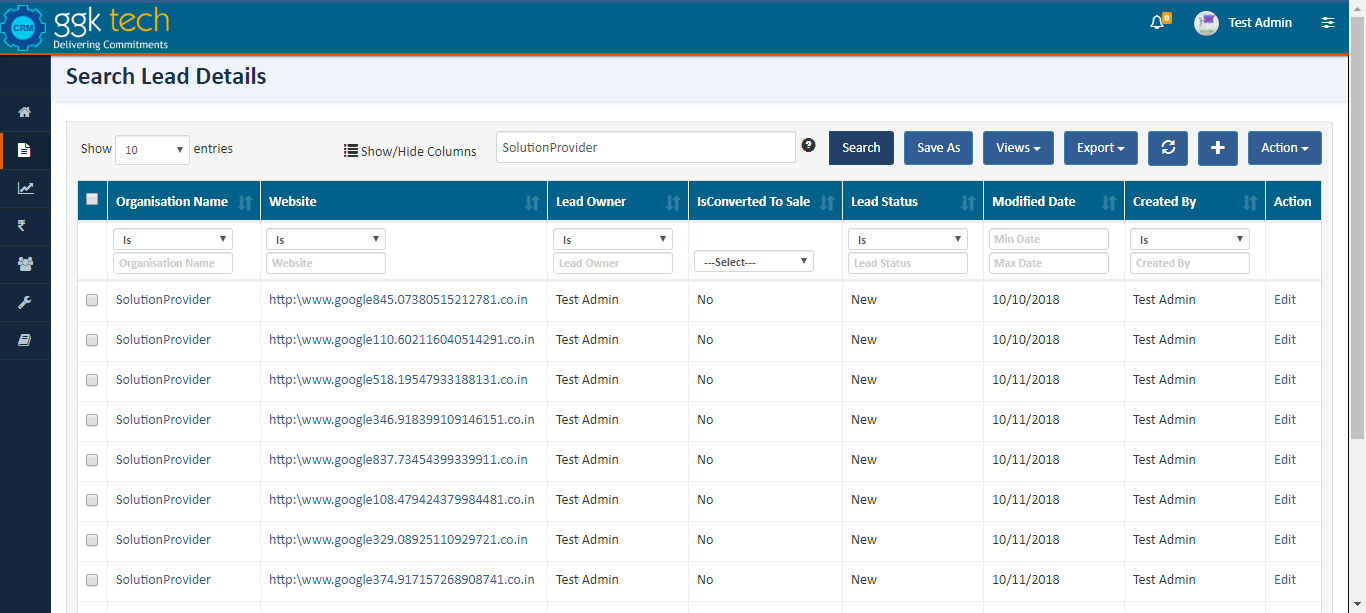 CRM ggk tech
Delivering Commitments
0 Test Admin
Search Lead Details
Show 10 entries Show/Hide Columns SolutionProvider ? Search Save As Views Export + Action
Organisation Name Website Lead Owner IsConverted To Sale Lead Status Modified Date Created By Action
Is Is Is Is Min Date Is
Organisation Name Website Lead Owner ---Select--- Lead Status Max Date Created By
SolutionProvider http:\www.google845.07380515212781.co.in Test Admin No New 10/10/2018 Test Admin Edit
SolutionProvider http:\www.google110.602116040514291.co.in Test Admin No New 10/10/2018 Test Admin Edit
SolutionProvider http:\www.google518.19547933188131.co.in Test Admin No New 10/11/2018 Test Admin Edit
SolutionProvider http:\www.google346.918399109146151.co.in Test Admin No New 10/11/2018 Test Admin Edit
SolutionProvider http:\www.google837.73454399339911.co.in Test Admin No New 10/11/2018 Test Admin Edit
SolutionProvider http:\www.google108.479424379984481.co.in Test Admin No New 10/11/2018 Test Admin Edit
SolutionProvider http:\www.google329.08925110929721.co.in Test Admin No New 10/11/2018 Test Admin Edit
SolutionProvider http:\www.google374.917157268908741.co.in Test Admin No New 10/11/2018 Test Admin Edit